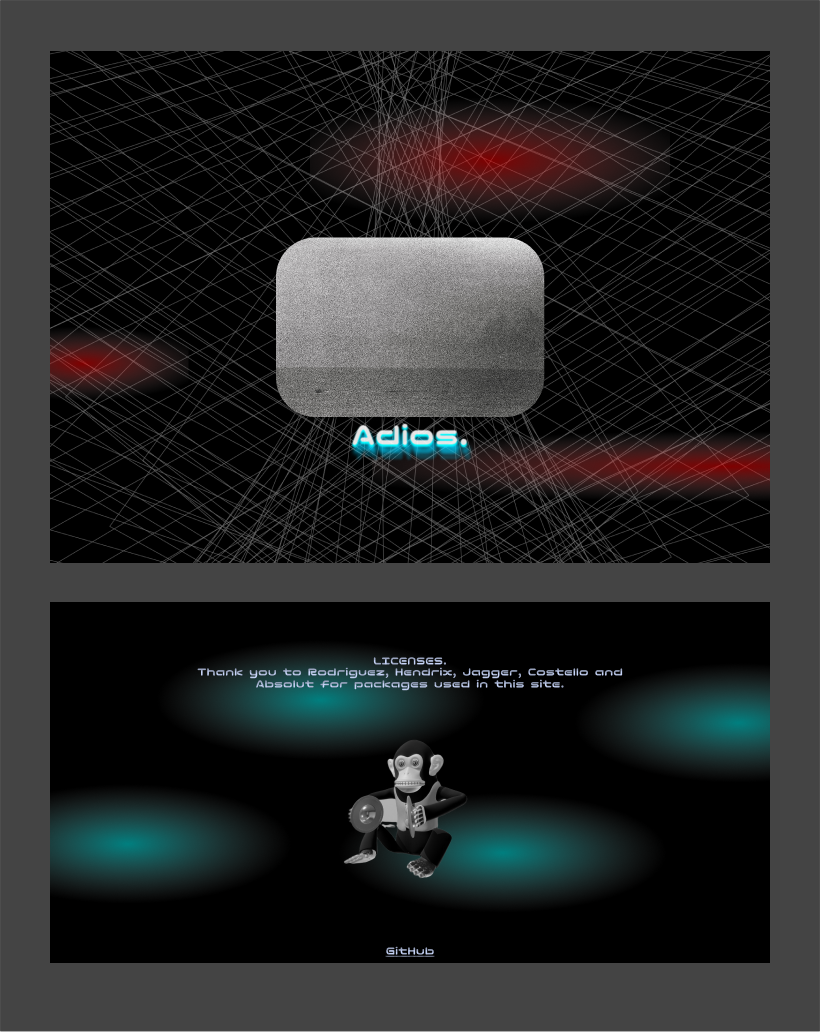 Adios.
LICENSES.
Thank you to Rodriguez, Hendrix, Jagger, Costello and
Absolut for packages used in this site.
GitHub